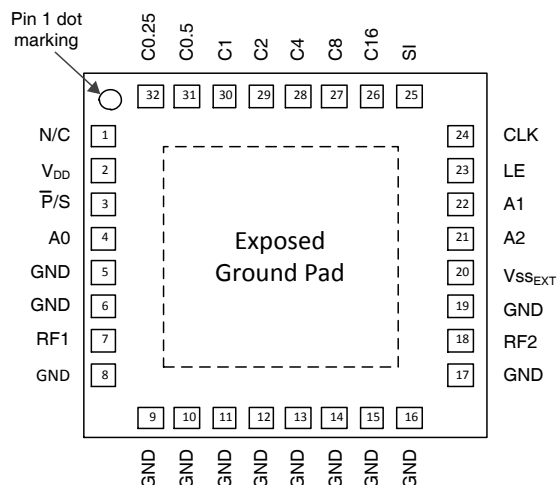 Pin 1 dot
marking
C0.25
C0.5
C1
C2
C4
C8
C16
SI
32
31
30
29
28
27
26
25
N/C 1
VDD 2
P̅/S 3
A0 4
GND 5
GND 6
RF1 7
GND 8
Exposed
Ground Pad
24 CLK
23 LE
22 A1
21 A2
20 VssEXT
19 GND
18 RF2
17 GND
9
10
11
12
13
14
15
16
GND
GND
GND
GND
GND
GND
GND
GND